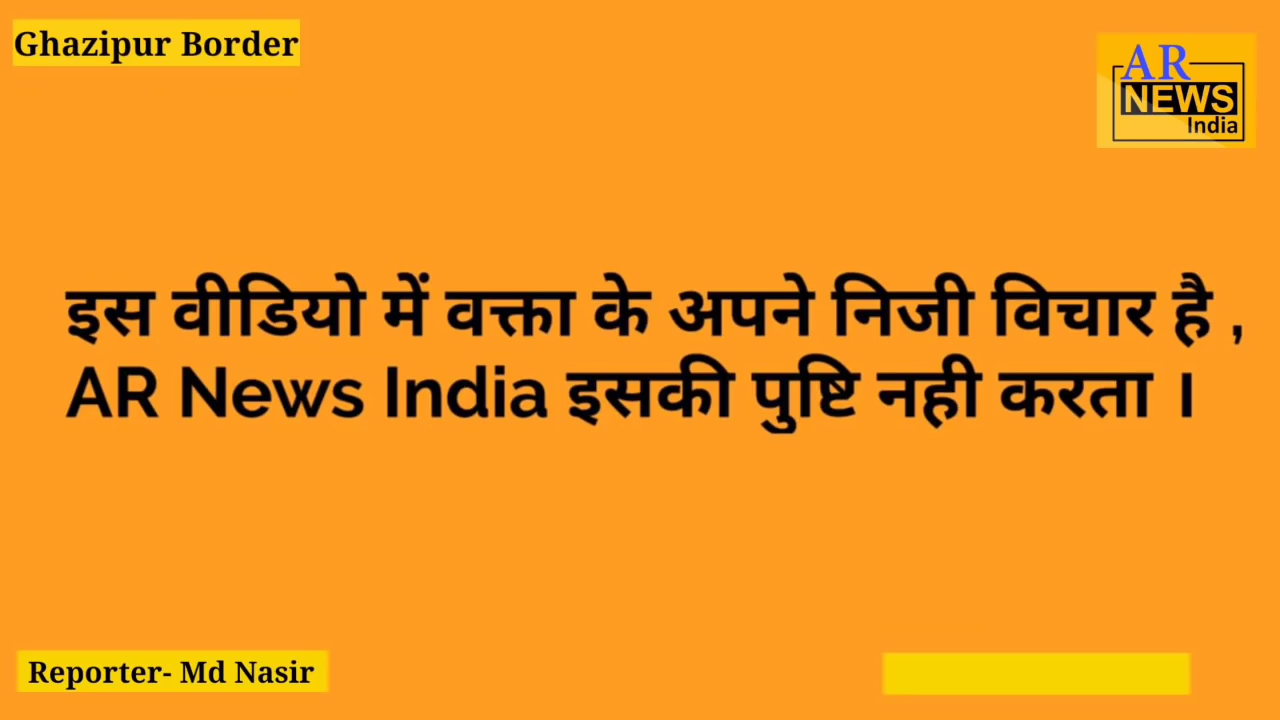 Ghazipur Border
AR
NEWS
India
इस वीडियो में वक्ता के अपने निजी विचार है ,
AR News India इसकी पुष्टि नही करता ।
Reporter- Md Nasir